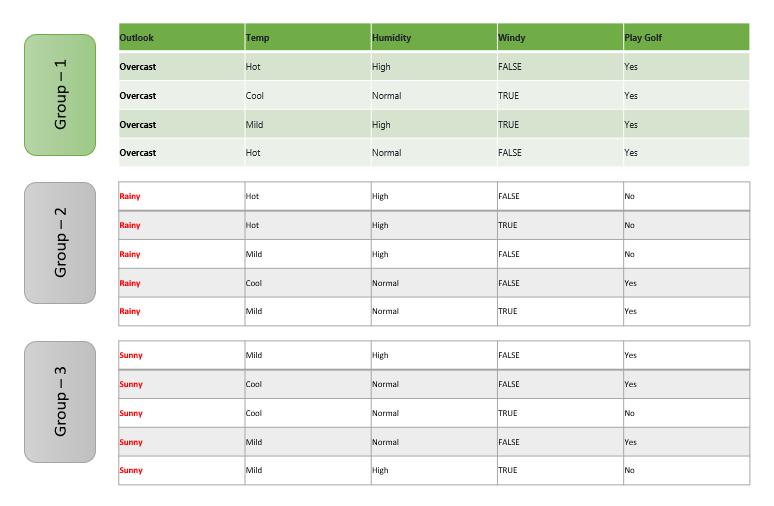 Outlook Temp Humidity Windy Play Golf
Group – 1
Overcast Hot High FALSE Yes
Overcast Cool Normal TRUE Yes
Overcast Mild High TRUE Yes
Overcast Hot Normal FALSE Yes
Group – 2
Rainy Hot High FALSE No
Rainy Hot High TRUE No
Rainy Mild High FALSE No
Rainy Cool Normal FALSE Yes
Rainy Mild Normal TRUE Yes
Group – 3
Sunny Mild High FALSE Yes
Sunny Cool Normal FALSE Yes
Sunny Cool Normal TRUE No
Sunny Mild Normal FALSE Yes
Sunny Mild High TRUE No